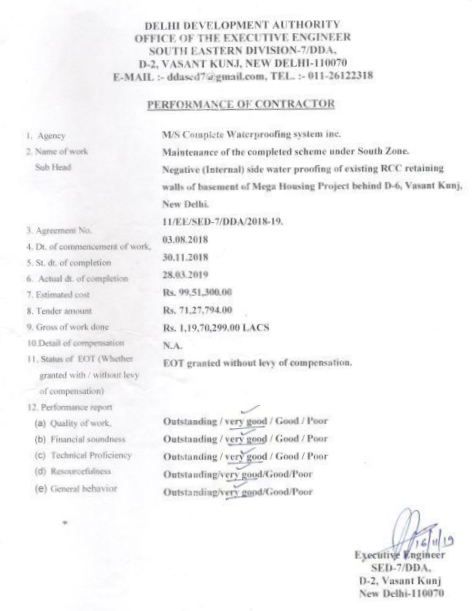 DELHI DEVELOPMENT AUTHORITY
OFFICE OF THE EXECUTIVE ENGINEER
SOUTH EASTERN DIVISION-7/DDA,
D-2, VASANT KUNJ, NEW DELHI-110070
E-MAIL :- ddased7@gmail.com, TEL. :- 011-26122318
PERFORMANCE OF CONTRACTOR
1. Agency M/S Complete Waterproofing system inc.
2. Name of work Maintenance of the completed scheme under South Zone.
Sub Head Negative (Internal) side water proofing of existing RCC retaining
walls of basement of Mega Housing Project behind D-6, Vasant Kunj,
New Delhi.
3. Agreement No. 11/EE/SED-7/DDA/2018-19.
4. Dt. of commencement of work, 03.08.2018
5. St. dt. of completion 30.11.2018
6. Actual dt. of completion 28.03.2019
7. Estimated cost Rs. 99,51,300.00
8. Tender amount Rs. 71,27,794.00
9. Gross of work done Rs. 1,19,70,299.00 LACS
10.Detail of compensation N.A.
11. Status of EOT (Whether EOT granted without levy of compensation.
granted with / without levy
of compensation)
12. Performance report
(a) Quality of work. Outstanding / very good / Good / Poor
(b) Financial soundness Outstanding / very good / Good / Poor
(c) Technical Proficiency Outstanding / very good / Good / Poor
(d) Resourcefulness Outstanding/very good/Good/Poor
(e) General behavior Outstanding/very good/Good/Poor
16/11/19
Executive Engineer
SED-7/DDA,
D-2, Vasant Kunj
New Delhi-110070